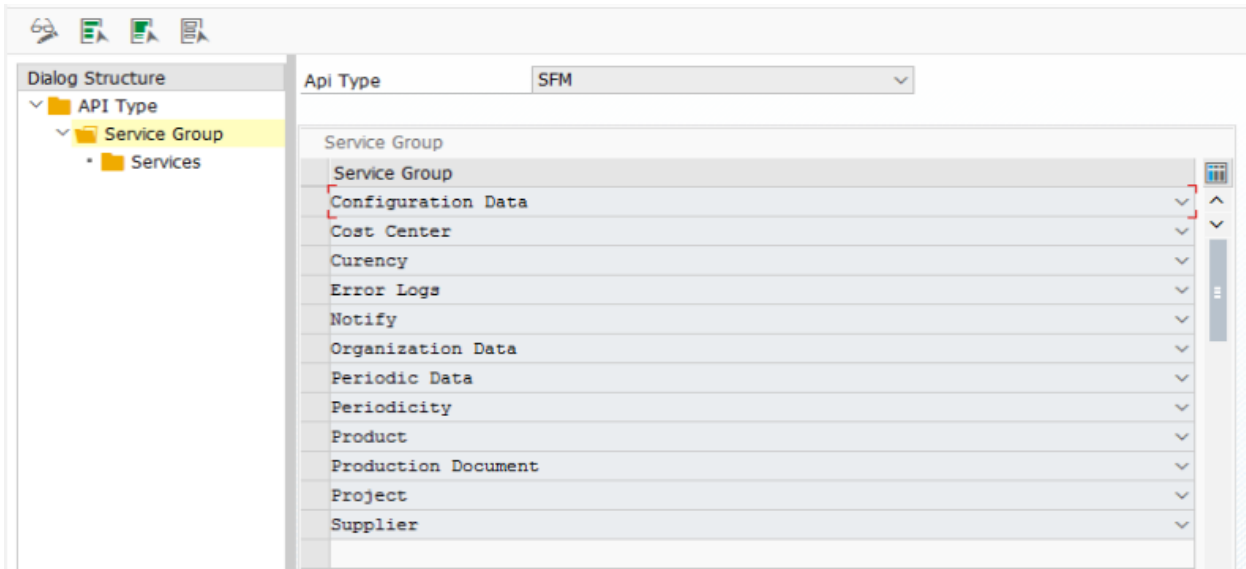 Dialog Structure
API Type
Service Group
Services
Api Type SFM
Service Group
Service Group
Configuration Data
Cost Center
Curency
Error Logs
Notify
Organization Data
Periodic Data
Periodicity
Product
Production Document
Project
Supplier